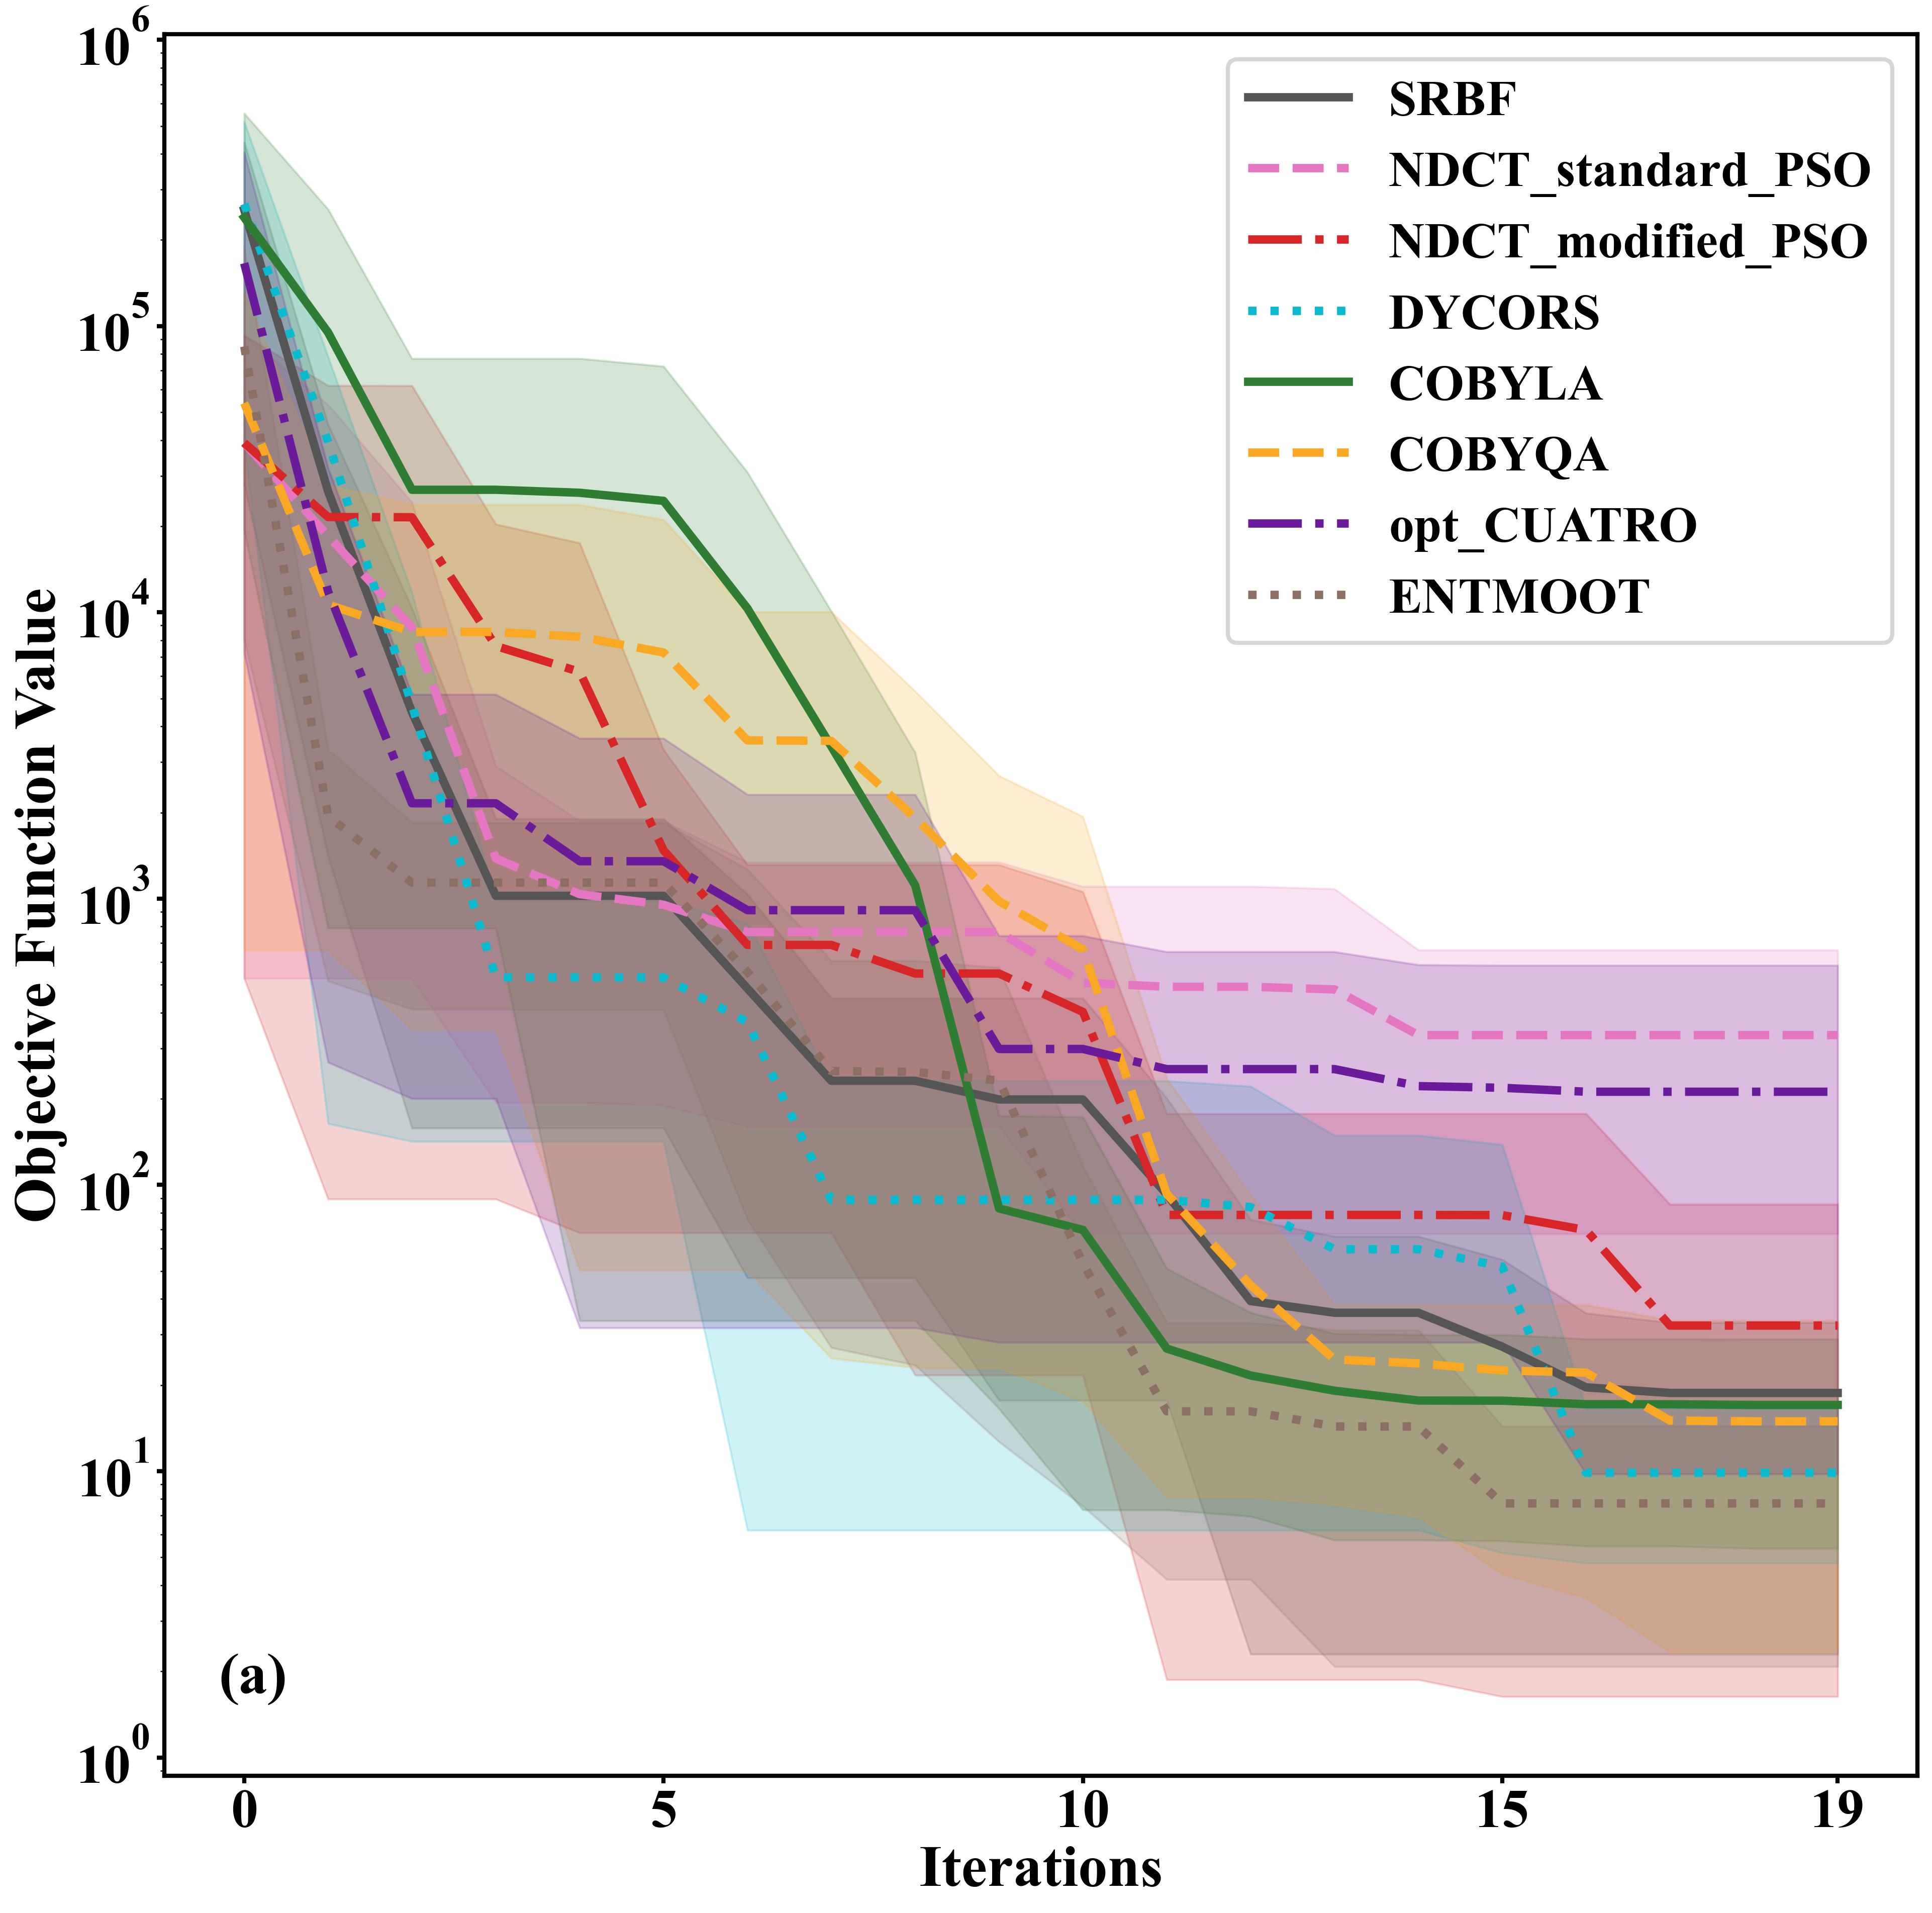 10^6
10^5
10^4
10^3
10^2
10^1
10^0
Objective Function Value
SRBF
NDCT_standard_PSO
NDCT_modified_PSO
DYCORS
COBYLA
COBYQA
opt_CUATRO
ENTMOOT
(a)
0 5 10 15 19
Iterations